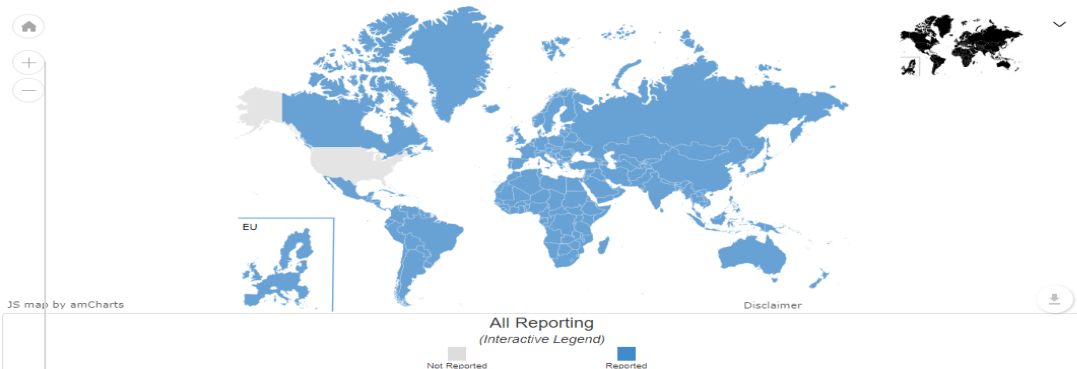 EU
JS map by amCharts
Disclaimer
All Reporting
(Interactive Legend)
Not Reported
Reported